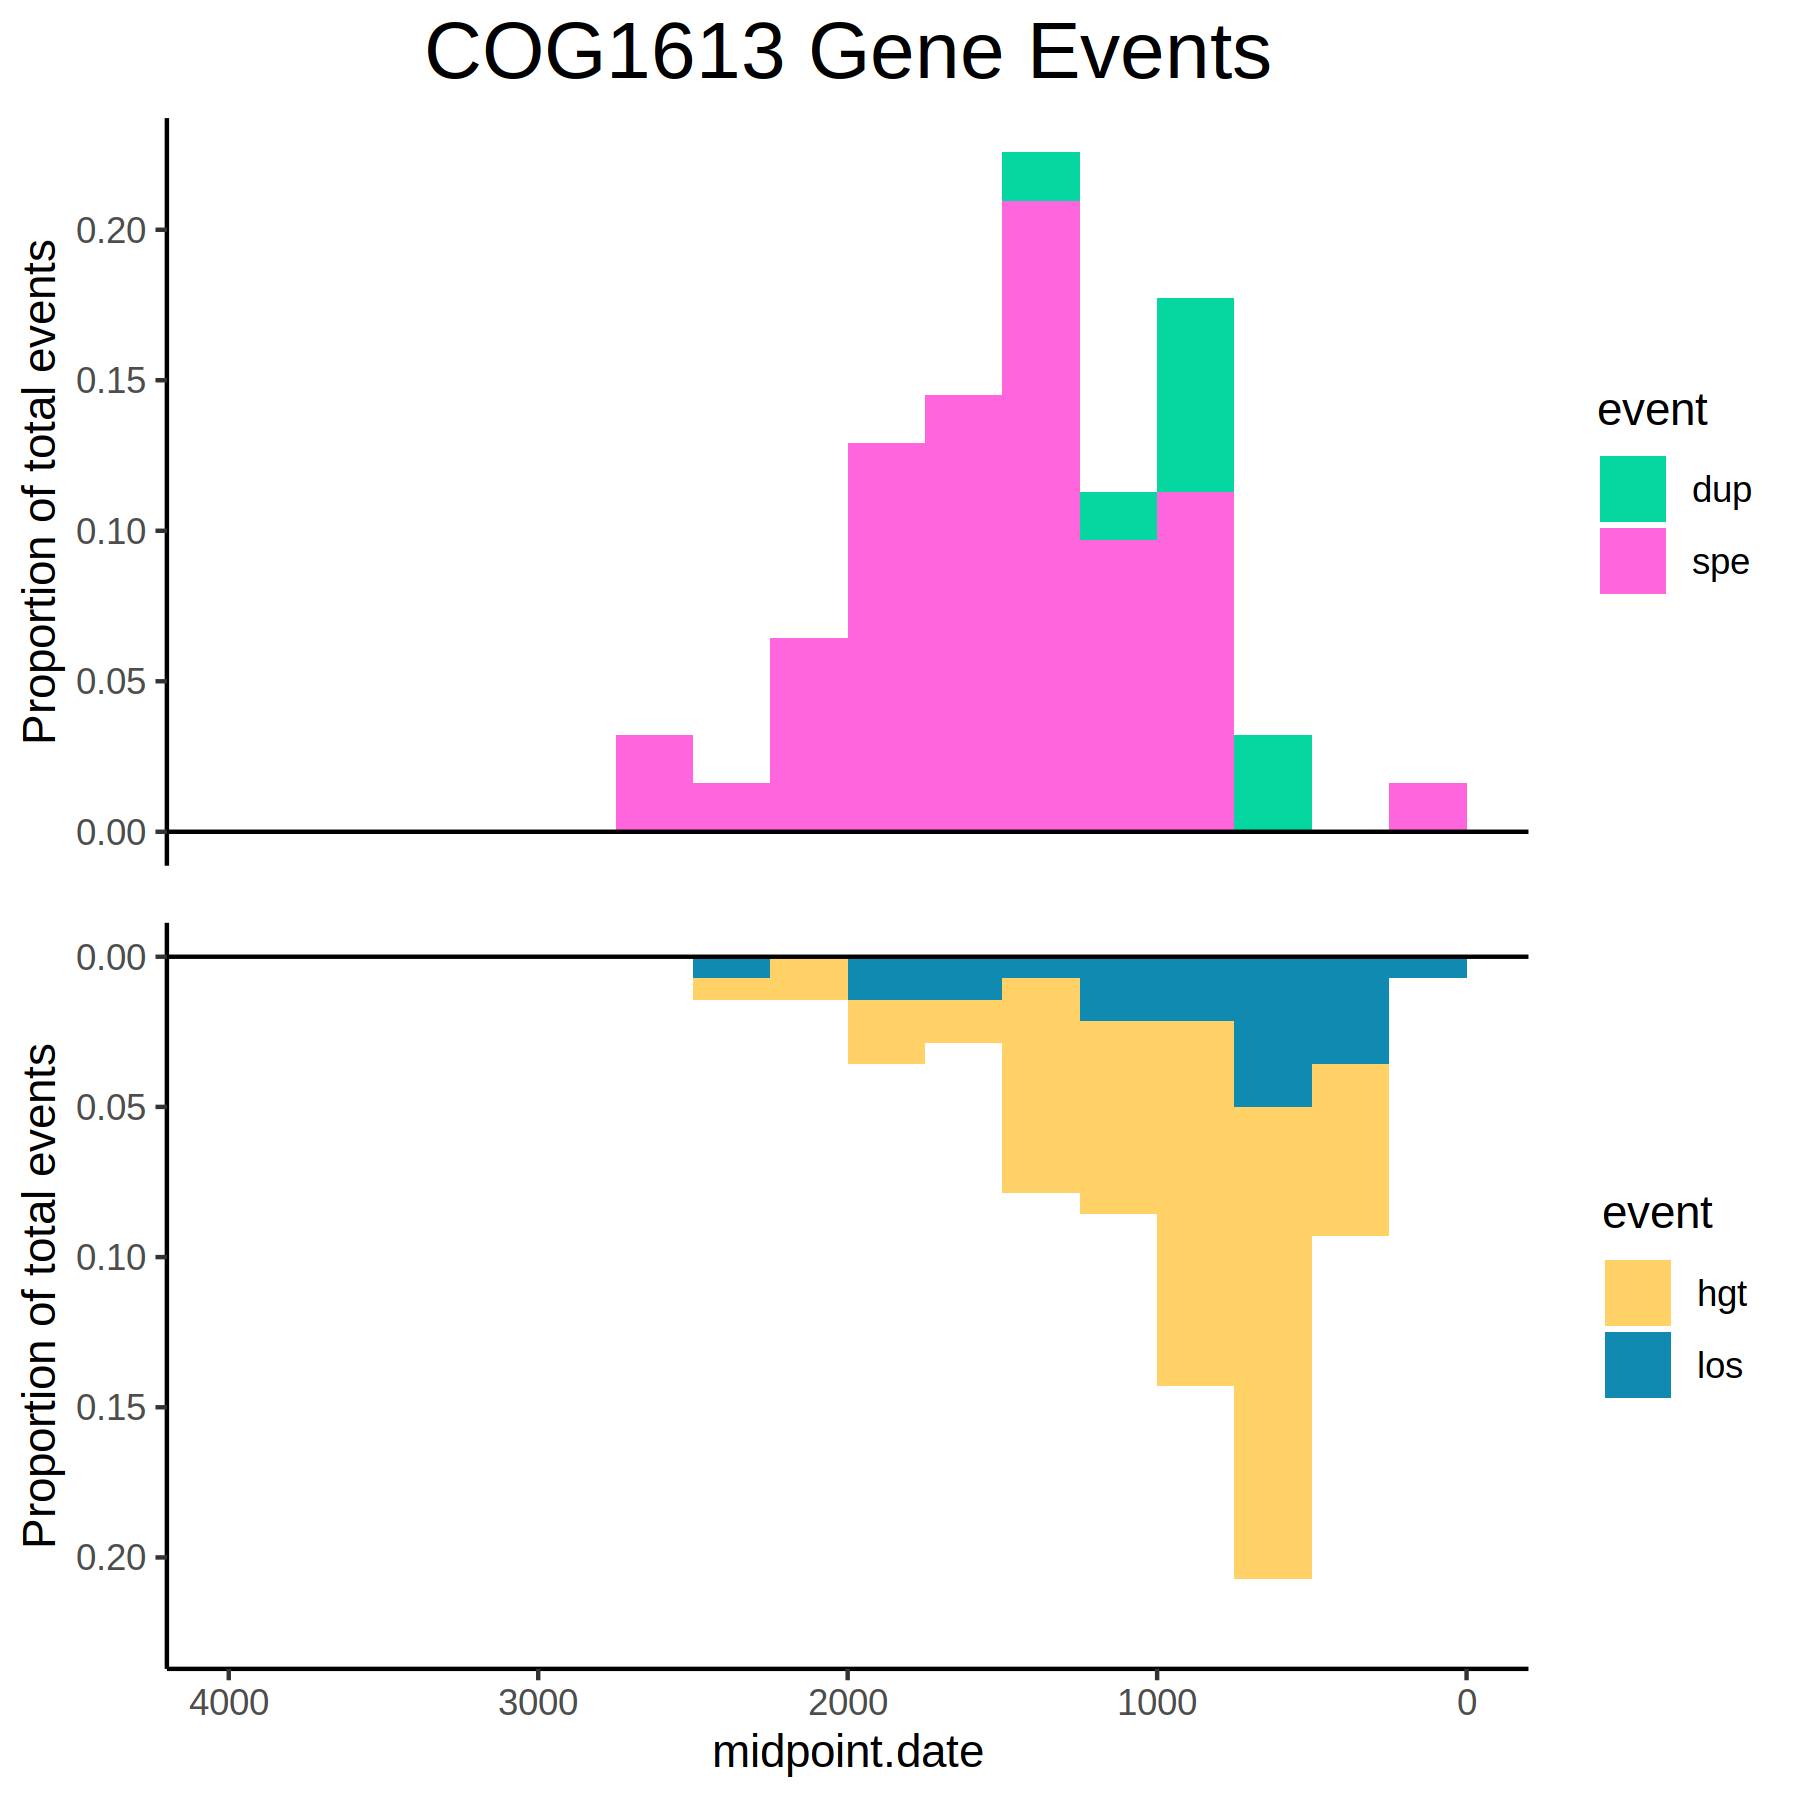 COG1613 Gene Events
Proportion of total events
0.20
0.15
0.10
0.05
0.00
event
dup
spe
Proportion of total events
0.00
0.05
0.10
0.15
0.20
event
hgt
los
4000 3000 2000 1000 0
midpoint.date